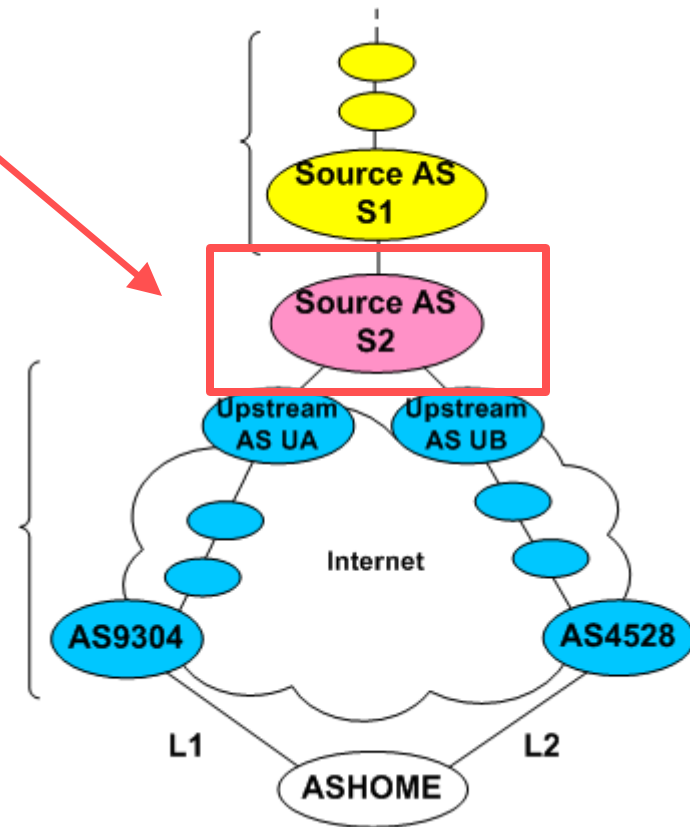 Source AS
S1
Source AS
S2
Upstream
AS UA
Upstream
AS UB
Internet
AS9304
AS4528
L1
L2
ASHOME